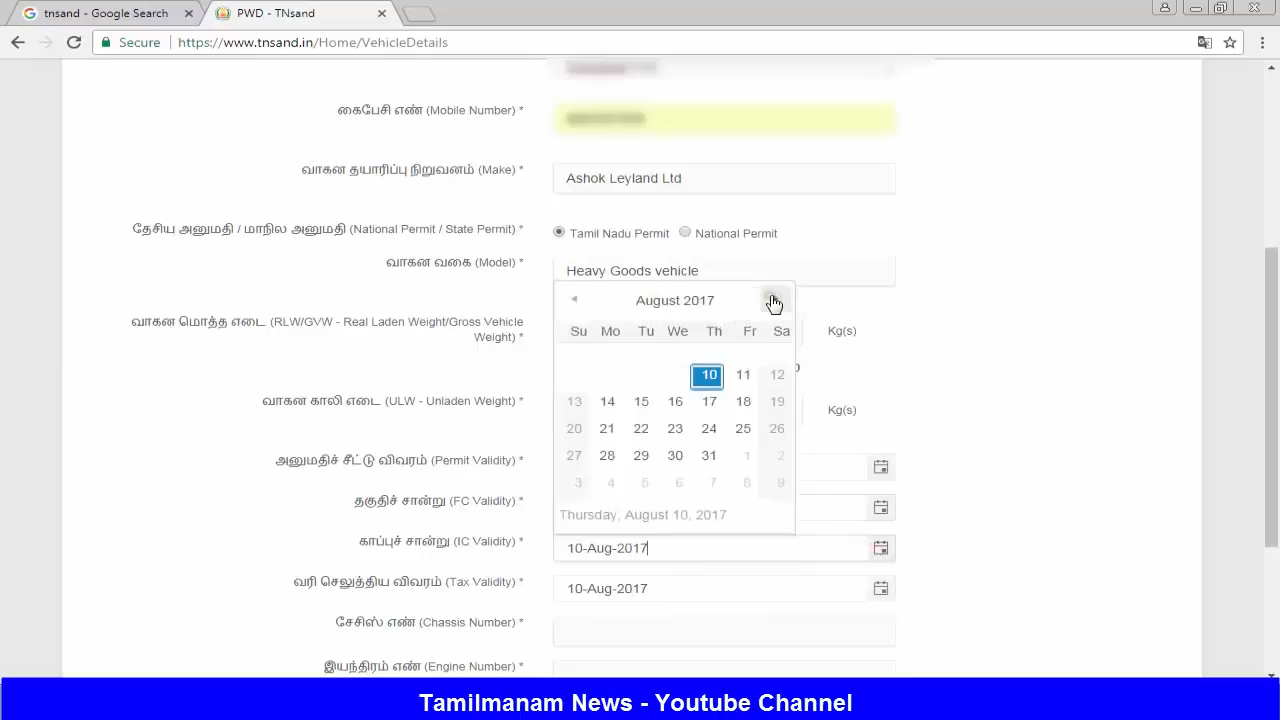 tnsand - Google Search
PWD - TNsand
Secure
https://www.tnsand.in/Home/VehicleDetails
கைபேசி எண் (Mobile Number) *
வாகன தயாரிப்பு நிறுவனம் (Make) *
Ashok Leyland Ltd
தேசிய அனுமதி / மாநில அனுமதி (National Permit / State Permit) *
Tamil Nadu Permit
National Permit
வாகன வகை (Model) *
Heavy Goods vehicle
August 2017
Su Mo Tu We Th Fr Sa
10 11 12
13 14 15 16 17 18 19
20 21 22 23 24 25 26
27 28 29 30 31 1 2
3 4 5 6 7 8 9
Thursday, August 10, 2017
வாகன மொத்த எடை (RLW/GVW - Real Laden Weight/Gross Vehicle
Weight) *
Kg(s)
வாகன காலி எடை (ULW - Unladen Weight) *
Kg(s)
அனுமதிச் சீட்டு விவரம் (Permit Validity) *
தகுதிச் சான்று (FC Validity) *
காப்புச் சான்று (IC Validity) *
10-Aug-2017
வரி செலுத்திய விவரம் (Tax Validity) *
10-Aug-2017
சேசிஸ் எண் (Chassis Number) *
இயந்திரம் எண் (Engine Number) *
Tamilmanam News - Youtube Channel